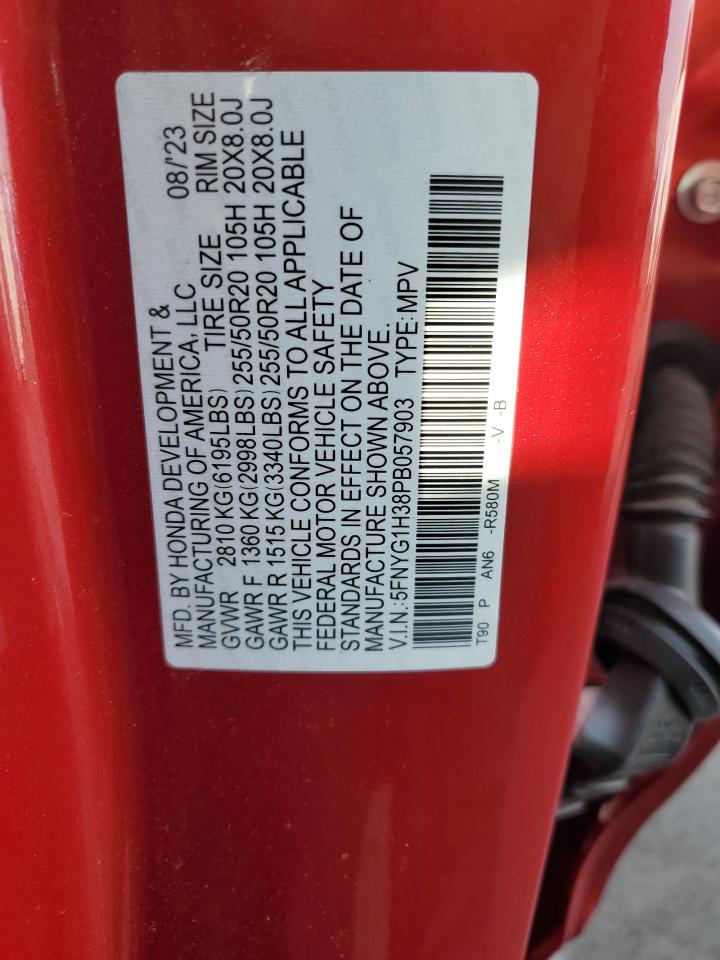 MFD. BY HONDA DEVELOPMENT &
MANUFACTURING OF AMERICA, LLC 08/'23
GVWR 2810 KG(6195LBS) TIRE SIZE RIM SIZE
GAWR F 1360 KG(2998LBS) 255/50R20 105H 20X8.0J
GAWR R 1515 KG(3340LBS) 255/50R20 105H 20X8.0J
THIS VEHICLE CONFORMS TO ALL APPLICABLE
FEDERAL MOTOR VEHICLE SAFETY
STANDARDS IN EFFECT ON THE DATE OF
MANUFACTURE SHOWN ABOVE.
V.I.N.:5FNYG1H38PB057903 TYPE: MPV
T90 P AN6 -R580M -V -B